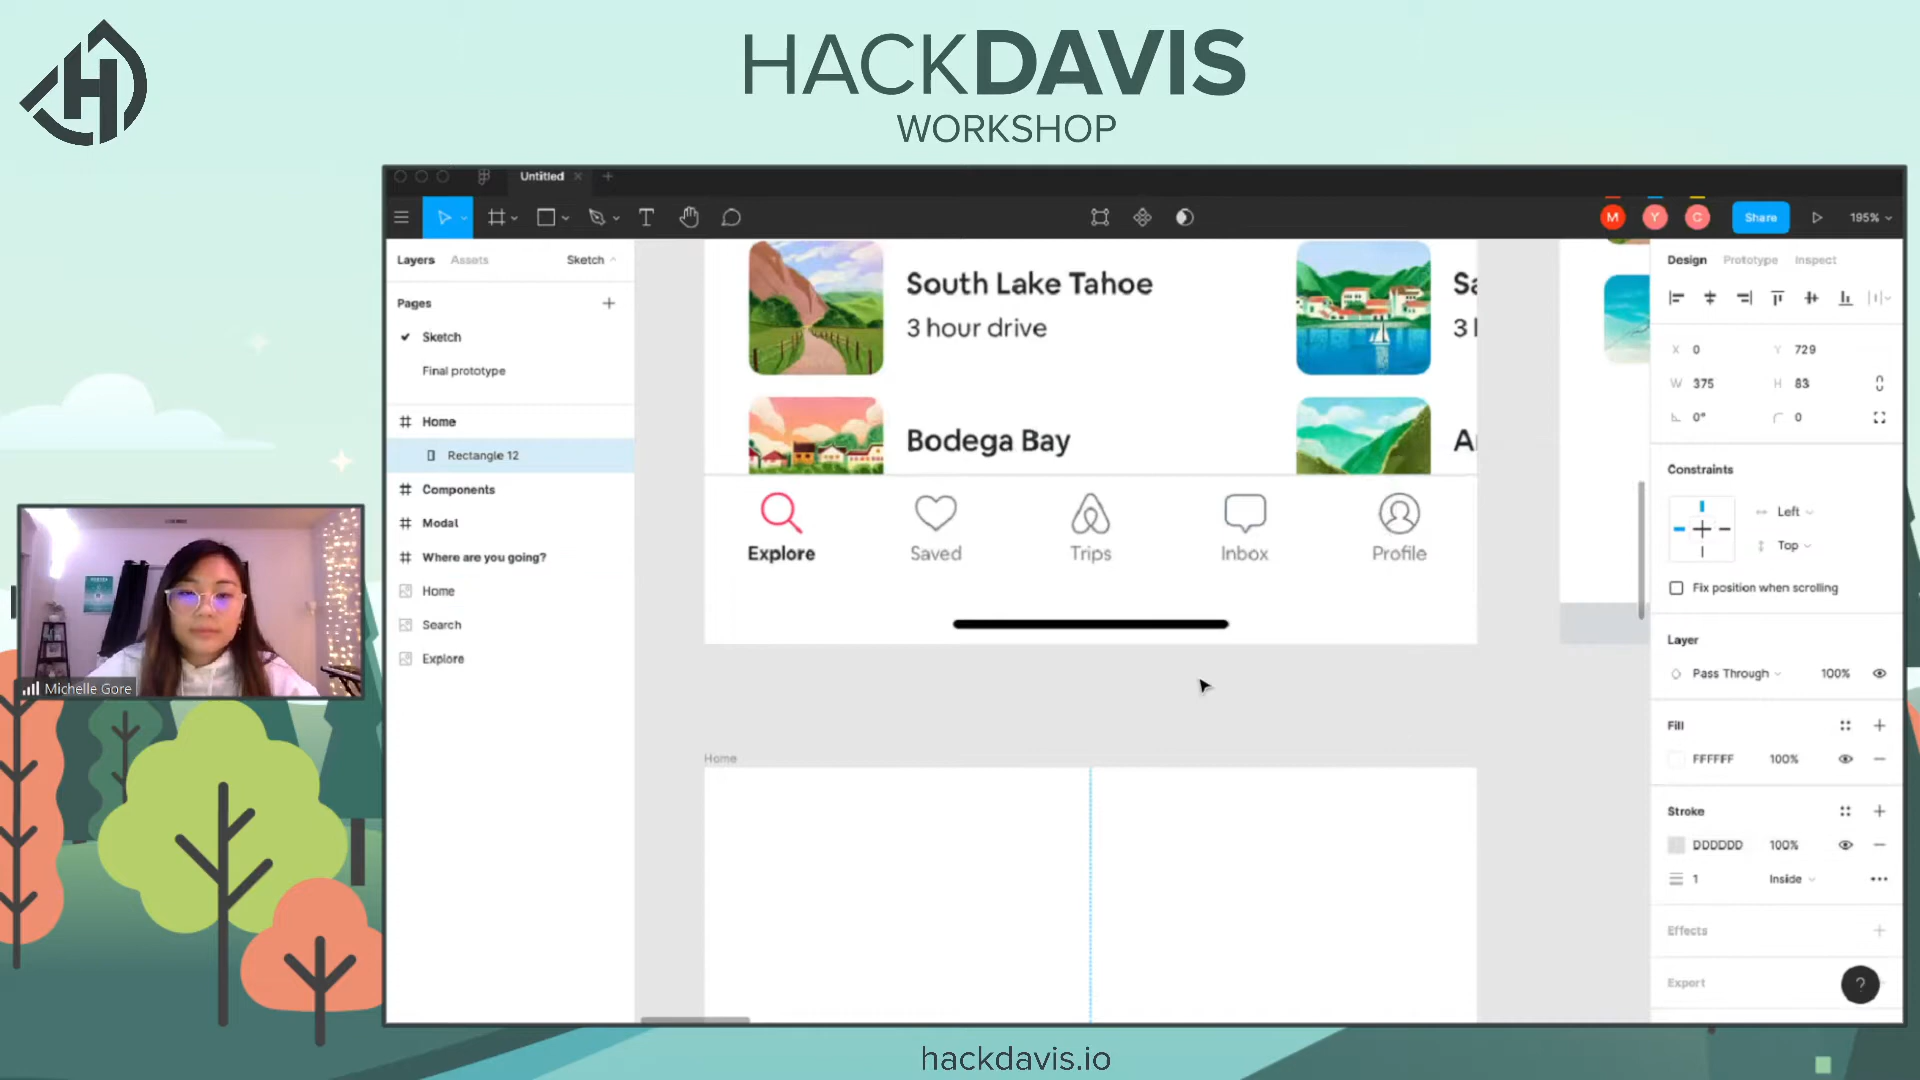 HACKDAVIS
WORKSHOP
Untitled
M Y C Share 195%
Layers Assets Sketch
Pages
Sketch
Final prototype
Home
Rectangle 12
Components
Modal
Where are you going?
Home
Search
Explore
South Lake Tahoe
3 hour drive
Bodega Bay
Sa
3 h
Explore Saved Trips Inbox Profile
Home
Design Prototype Inspect
X 0 Y 729
W 375 H 83
0° 0
Constraints
Left
Top
Fix position when scrolling
Layer
Pass Through 100%
Fill
FFFFFF 100%
Stroke
DDDDDD 100%
1 Inside
Effects
Export
?
Michelle Gore
hackdavis.io